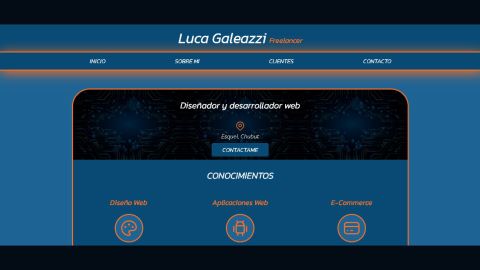 Luca Galeazzi Freelancer
INICIO SOBRE MI CLIENTES CONTACTO
Diseñador y desarrollador web
Esquel, Chubut
CONTACTAME
CONOCIMIENTOS
Diseño Web Aplicaciones Web E-Commerce